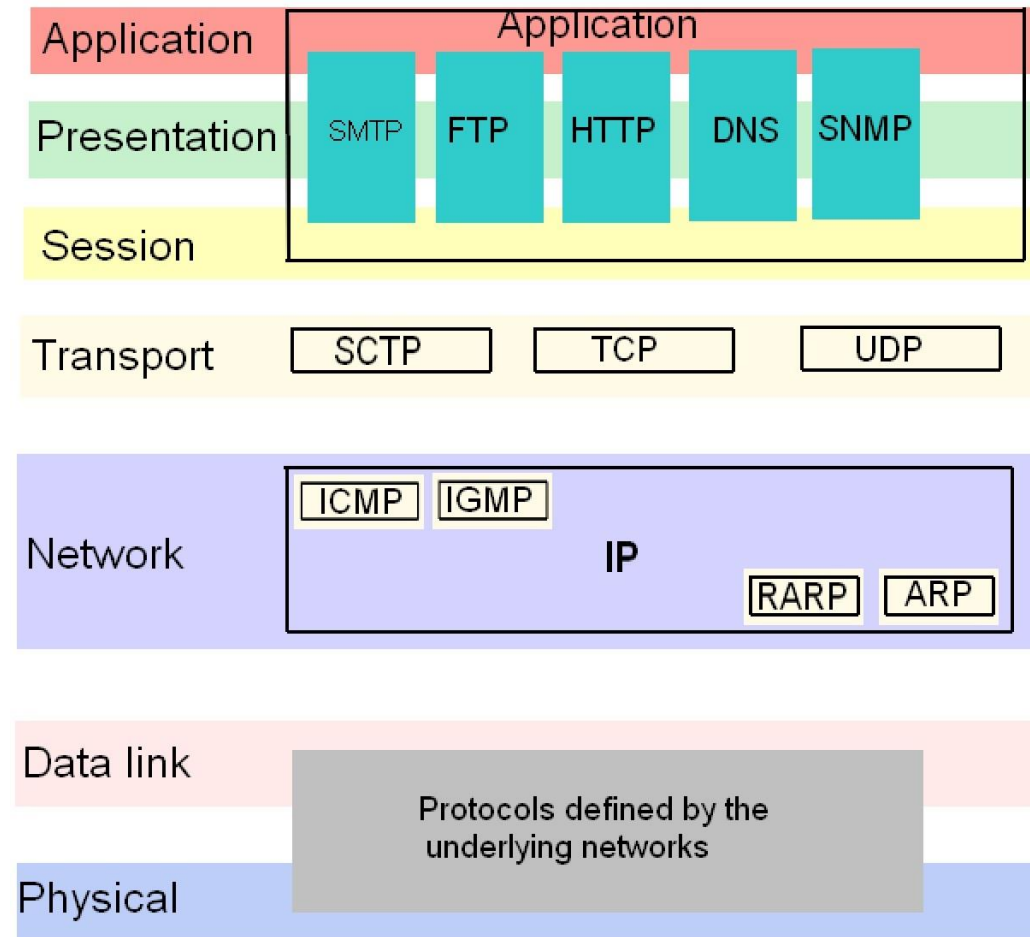 Application
Application
Presentation
SMTP FTP HTTP DNS SNMP
Session
Transport
SCTP TCP UDP
Network
ICMP IGMP
IP
RARP ARP
Data link
Protocols defined by the
underlying networks
Physical